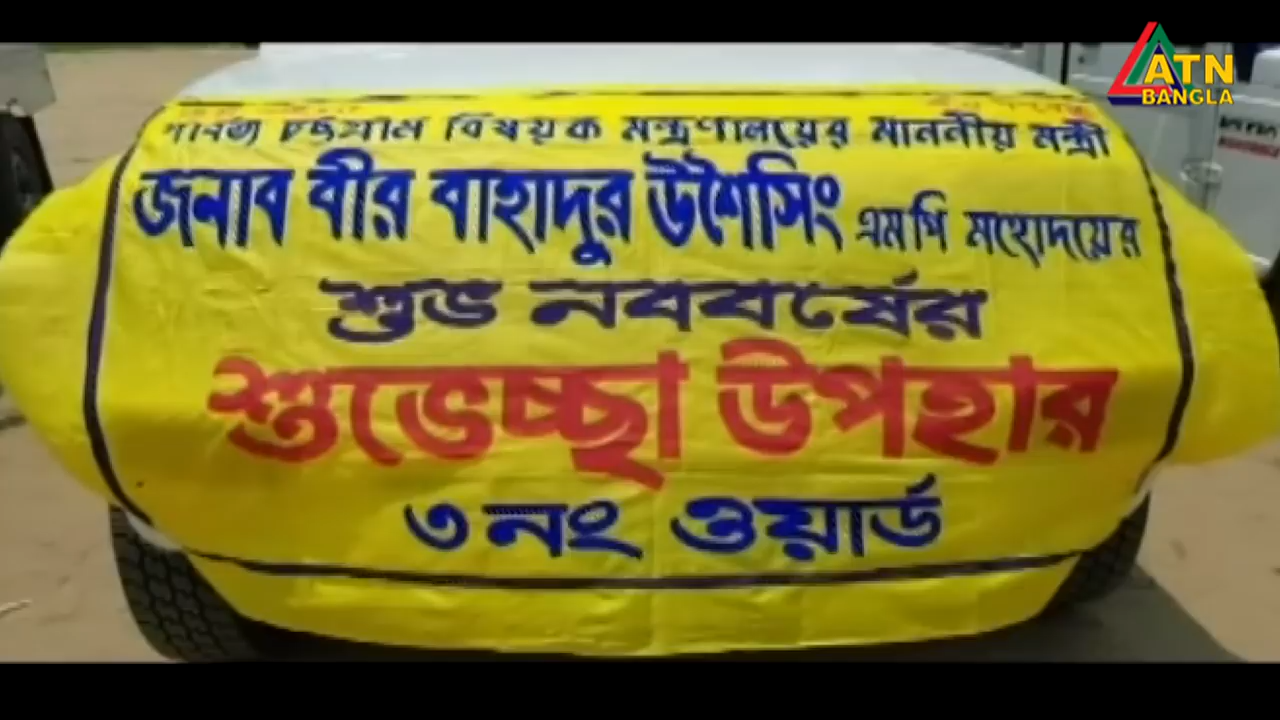 ATN
BANGLA
পার্বত্য চট্টগ্রাম বিষয়ক মন্ত্রণালয়ের মাননীয় মন্ত্রী
জনাব বীর বাহাদুর উশৈসিং এমপি মহোদয়ের
শুভ নববর্ষের
শুভেচ্ছা উপহার
৩ নং ওয়ার্ড